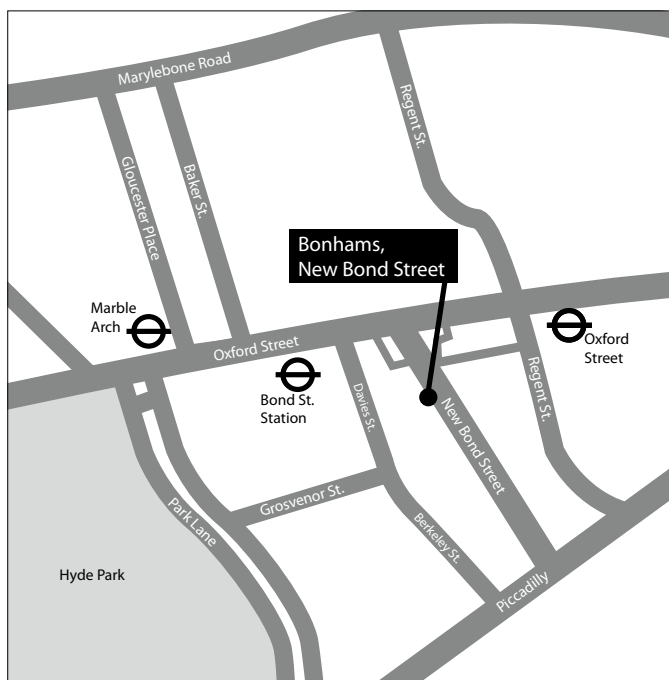 Marylebone Road
Regent St.
Gloucester Place
Baker St.
Bonhams,
New Bond Street
Marble
Arch
Oxford Street
Oxford
Street
Bond St.
Station
Davies St.
New Bond Street
Regent St.
Park Lane
Grosvenor St.
Berkeley St.
Hyde Park
Piccadilly